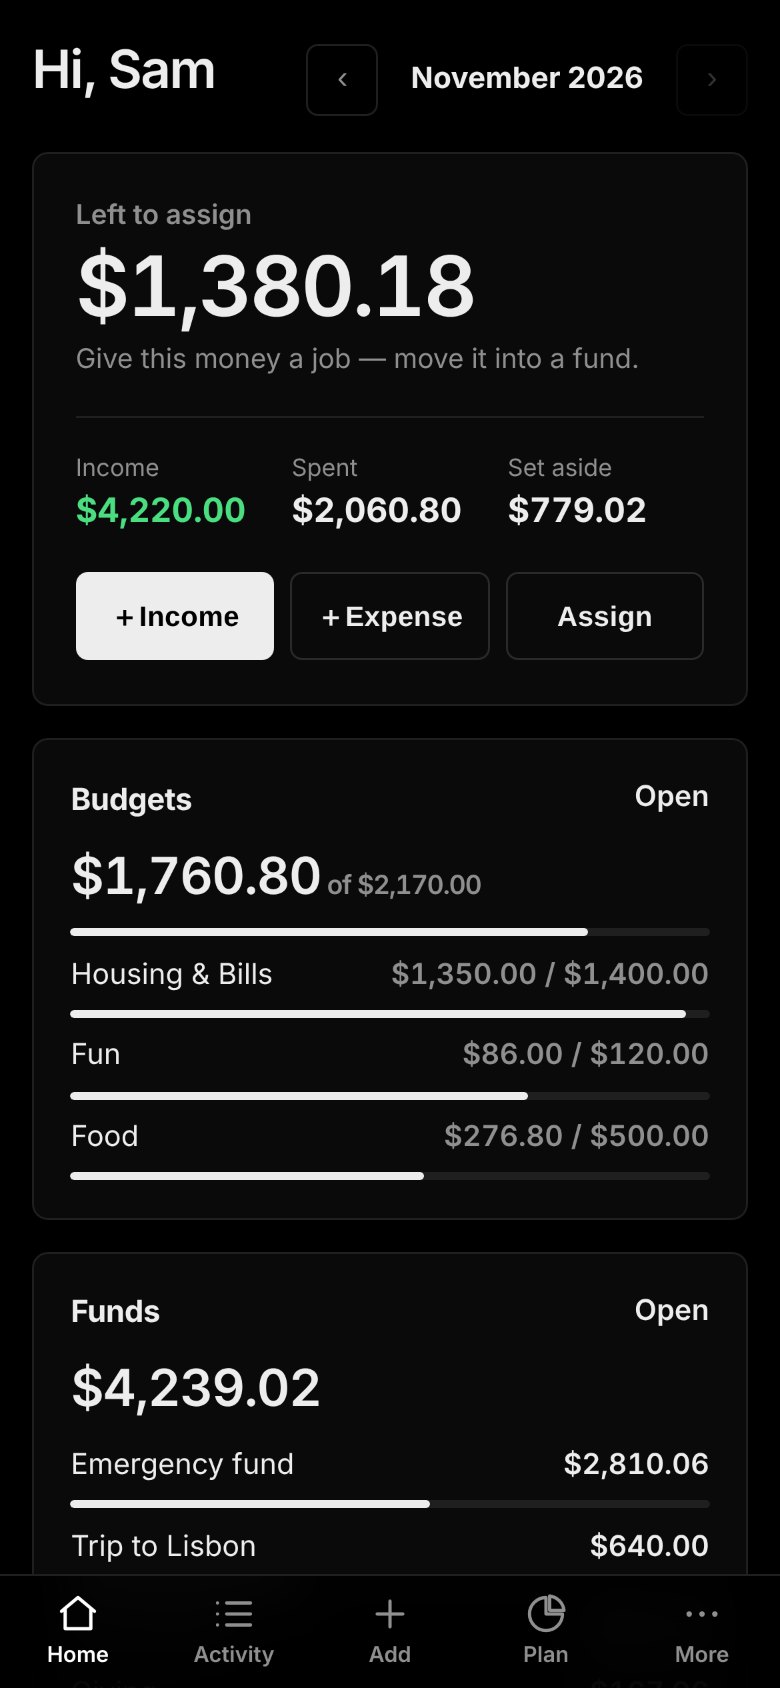 Hi, Sam
‹
November 2026
›
Left to assign
$1,380.18
Give this money a job — move it into a fund.
Income Spent Set aside
$4,220.00 $2,060.80 $779.02
+ Income + Expense Assign
Budgets Open
$1,760.80 of $2,170.00
Housing & Bills $1,350.00 / $1,400.00
Fun $86.00 / $120.00
Food $276.80 / $500.00
Funds Open
$4,239.02
Emergency fund $2,810.06
Trip to Lisbon $640.00
Home Activity Add Plan More